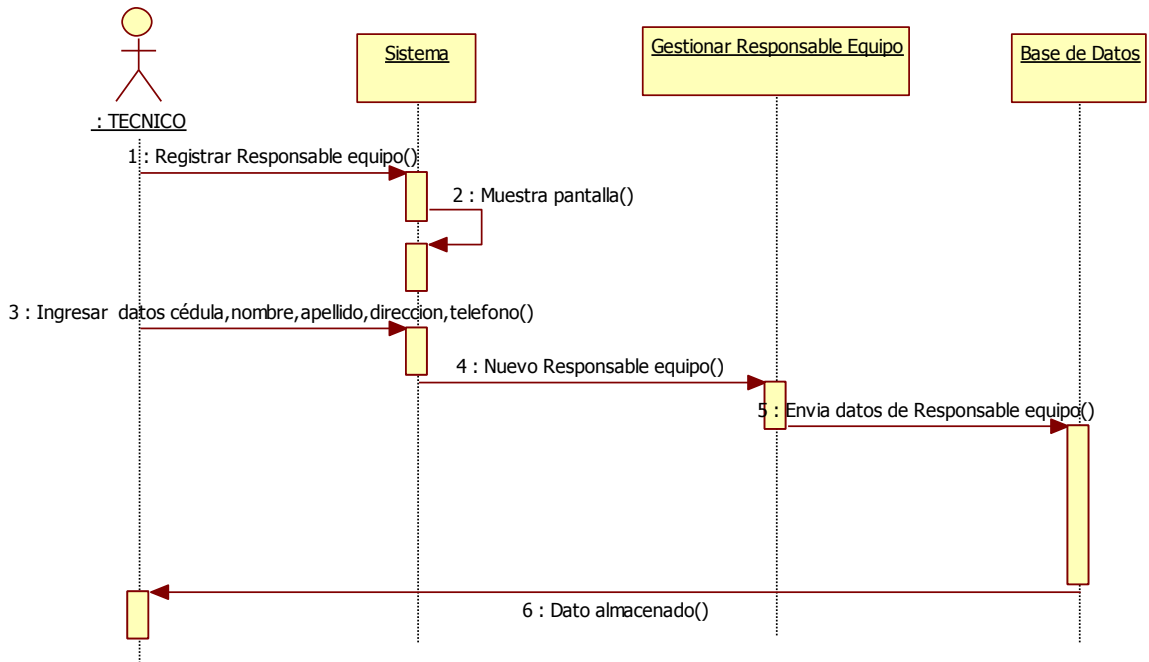 Sistema
Gestionar Responsable Equipo
Base de Datos
: TECNICO
1 : Registrar Responsable equipo()
2 : Muestra pantalla()
3 : Ingresar datos cédula,nombre,apellido,direccion,telefono()
4 : Nuevo Responsable equipo()
5 : Envia datos de Responsable equipo()
6 : Dato almacenado()